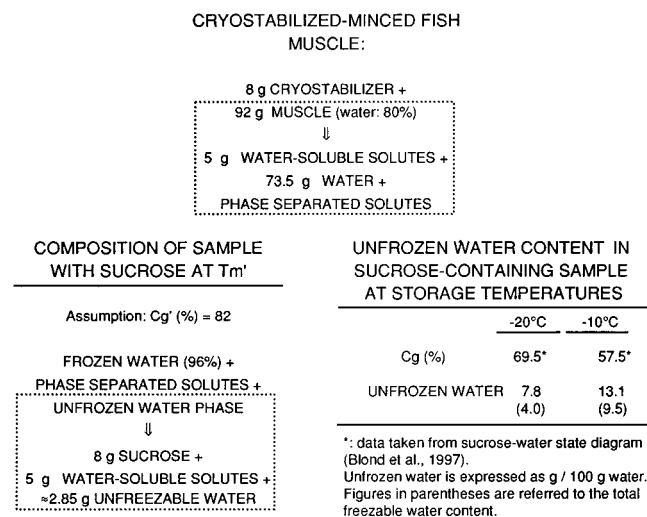 CRYOSTABILIZED-MINCED FISH
MUSCLE:
8 g CRYOSTABILIZER +
92 g MUSCLE (water: 80%)
⇓
5 g WATER-SOLUBLE SOLUTES +
73.5 g WATER +
PHASE SEPARATED SOLUTES
COMPOSITION OF SAMPLE
WITH SUCROSE AT Tm'
Assumption: Cg' (%) = 82
FROZEN WATER (96%) +
PHASE SEPARATED SOLUTES +
UNFROZEN WATER PHASE
⇓
8 g SUCROSE +
5 g WATER-SOLUBLE SOLUTES +
≈2.85 g UNFREEZABLE WATER
UNFROZEN WATER CONTENT IN
SUCROSE-CONTAINING SAMPLE
AT STORAGE TEMPERATURES
-20°C -10°C
Cg (%) 69.5* 57.5*
UNFROZEN WATER 7.8 13.1
(4.0) (9.5)
*: data taken from sucrose-water state diagram
(Blond et al., 1997).
Unfrozen water is expressed as g / 100 g water.
Figures in parentheses are referred to the total
freezable water content.